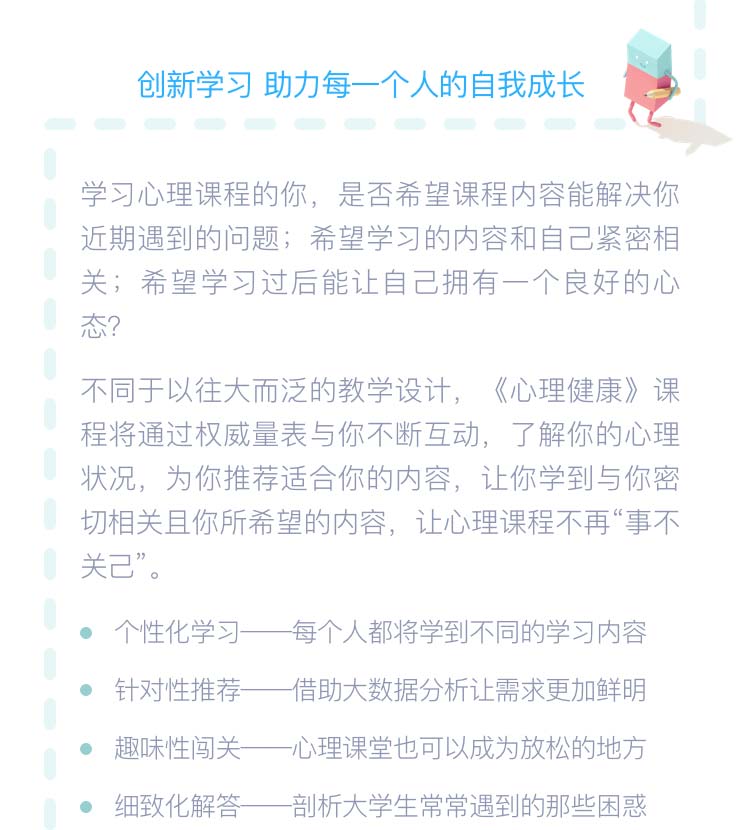 创新学习 助力每一个人的自我成长
学习心理课程的你，是否希望课程内容能解决你
近期遇到的问题；希望学习的内容和自己紧密相
关；希望学习过后能让自己拥有一个良好的心
态？
不同于以往大而泛的教学设计，《心理健康》课
程将通过权威量表与你不断互动，了解你的心理
状况，为你推荐适合你的内容，让你学到与你密
切相关且你所希望的内容，让心理课程不再“事不
关己”。
个性化学习——每个人都将学到不同的学习内容
针对性推荐——借助大数据分析让需求更加鲜明
趣味性闯关——心理课堂也可以成为放松的地方
细致化解答——剖析大学生常常遇到的那些困惑